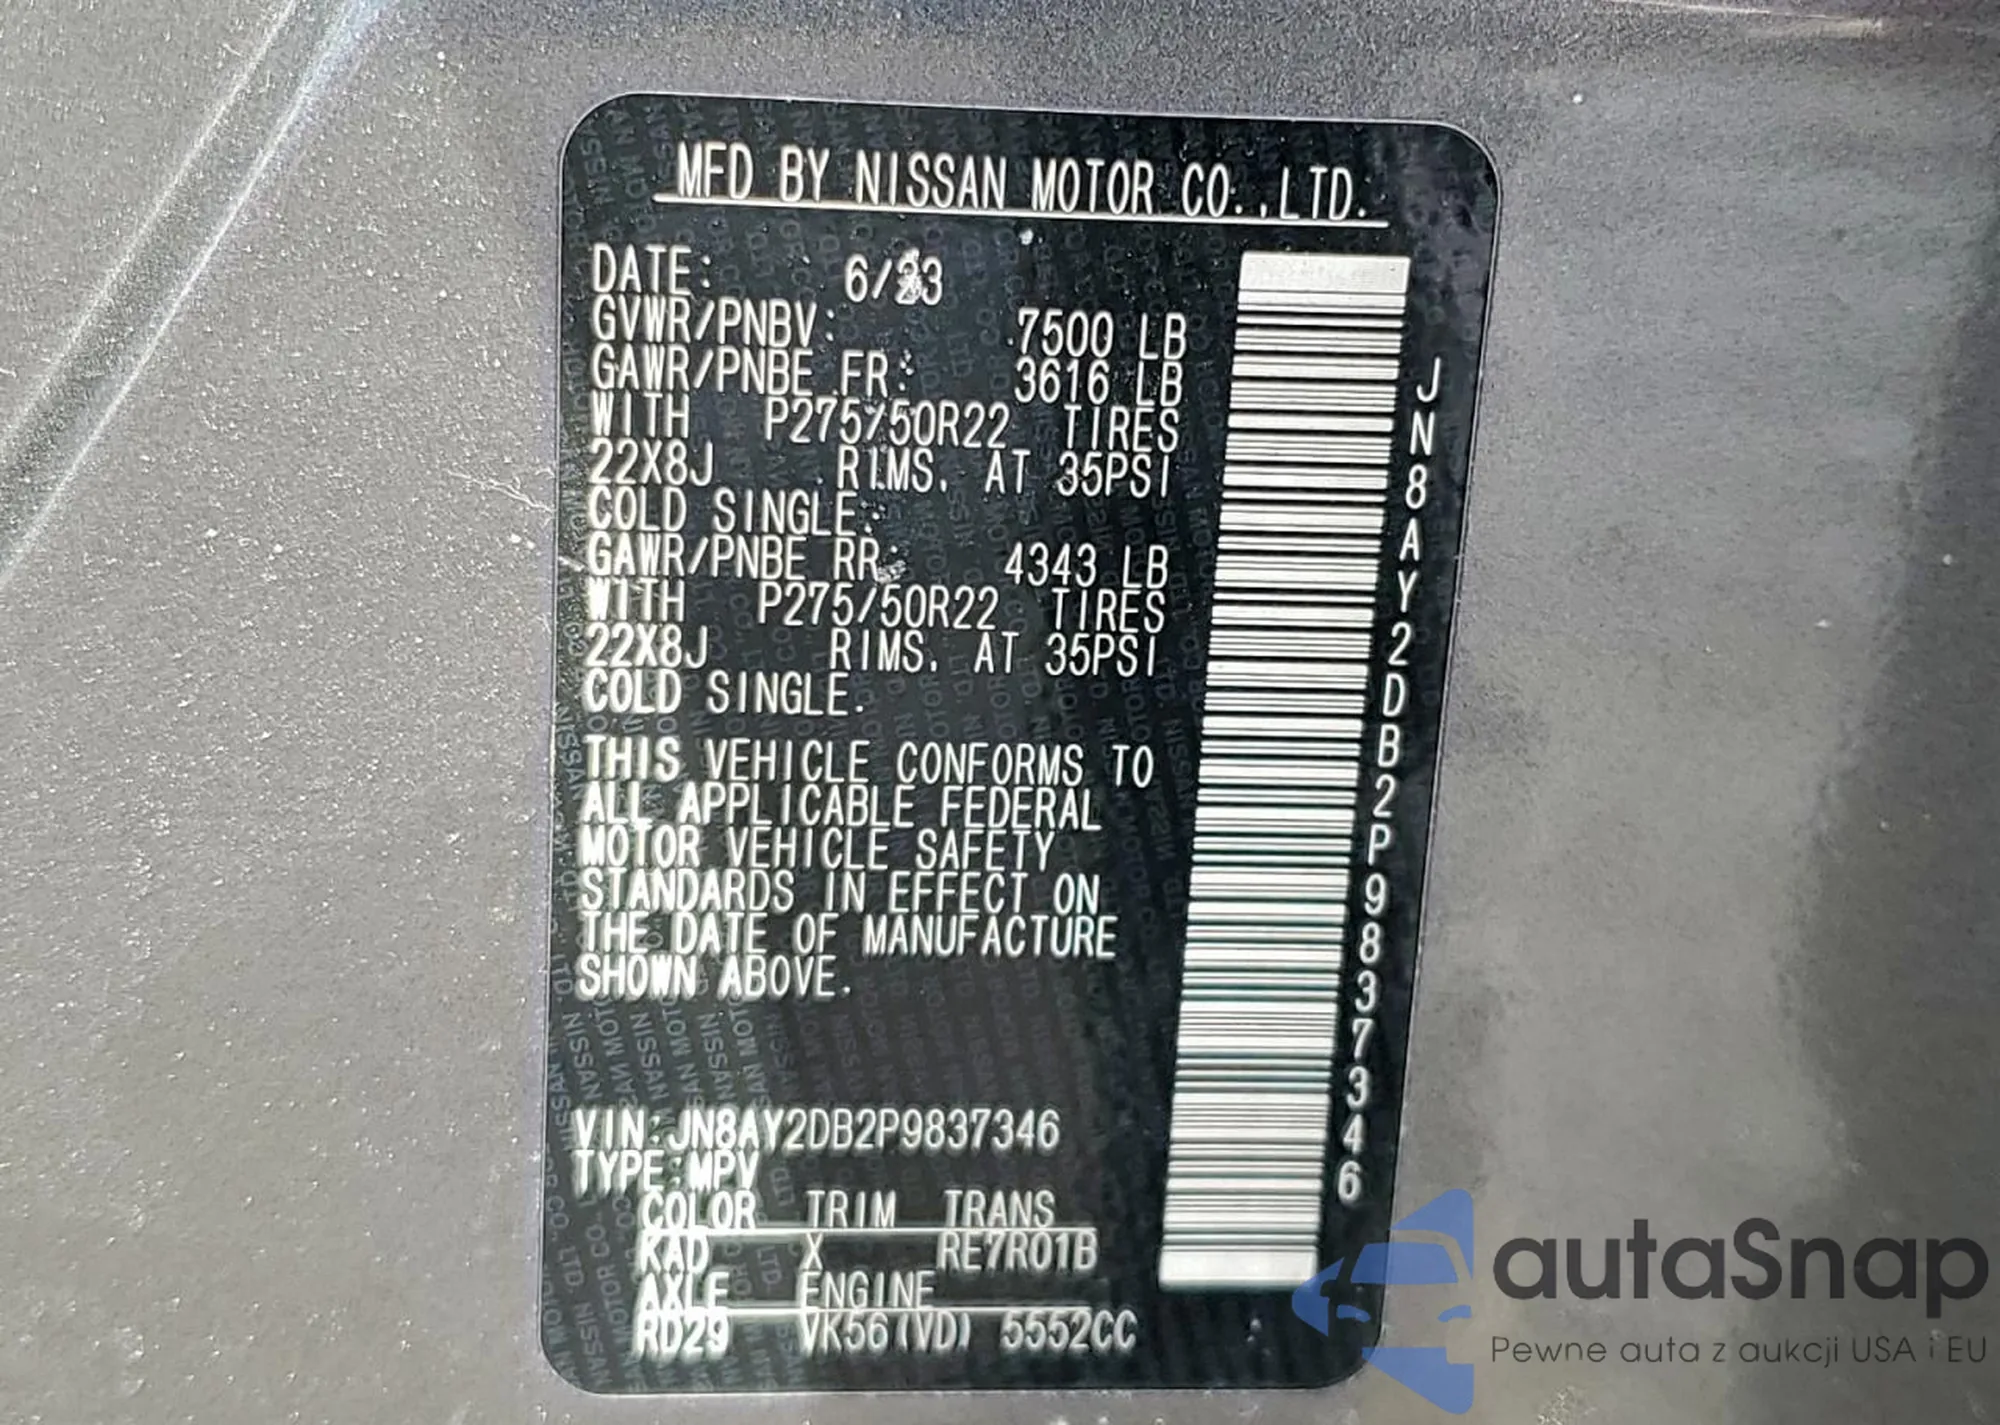 MFD BY NISSAN MOTOR CO.,LTD.
DATE: 6/23
GVWR/PNBV: 7500 LB
GAWR/PNBE FR: 3616 LB
WITH P275/50R22 TIRES
22X8J RIMS. AT 35PSI
COLD SINGLE.
GAWR/PNBE RR: 4343 LB
WITH P275/50R22 TIRES
22X8J RIMS. AT 35PSI
COLD SINGLE.
THIS VEHICLE CONFORMS TO
ALL APPLICABLE FEDERAL
MOTOR VEHICLE SAFETY
STANDARDS IN EFFECT ON
THE DATE OF MANUFACTURE
SHOWN ABOVE.
VIN:JN8AY2DB2P9837346
TYPE:MPV
COLOR TRIM TRANS
KAD X RE7R01B
AXLE ENGINE
RD29 VK56(VD) 5552CC
JN8AY2DB2P9837346
autaSnap
Pewne auta z aukcji USA i EU